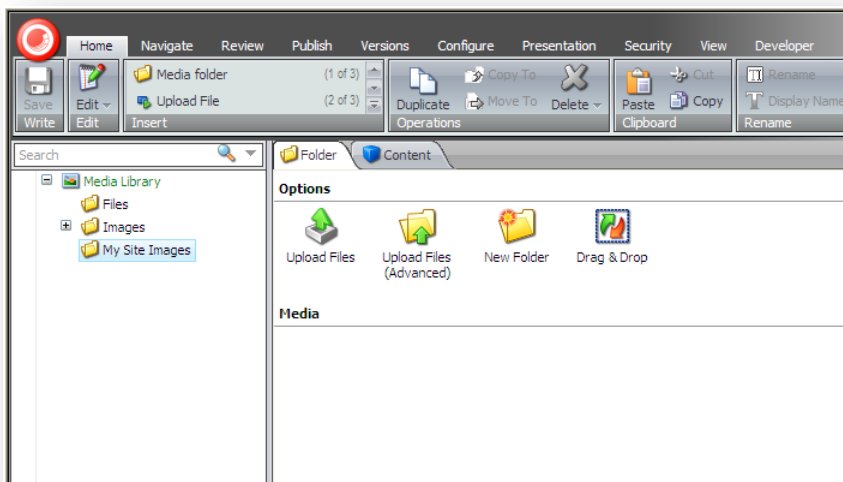 Home Navigate Review Publish Versions Configure Presentation Security View Developer
Media folder (1 of 3) Copy To Cut Rename
Save Edit Upload File (2 of 3) Duplicate Move To Delete Paste Copy Display Name
Write Edit Insert Operations Clipboard Rename
Search Folder Content
Media Library
Options
Files
Images
My Site Images
Upload Files Upload Files New Folder Drag & Drop
(Advanced)
Media